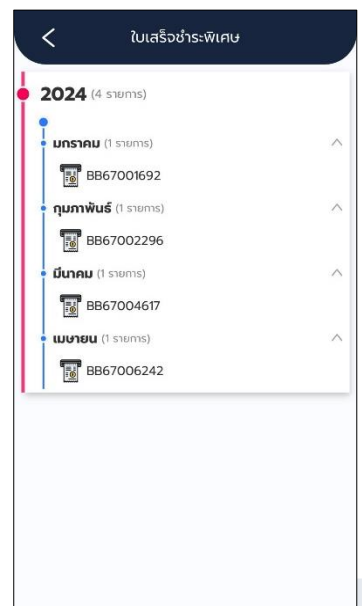 ใบเสร็จชำระพิเศษ
2024 (4 รายการ)
มกราคม (1 รายการ)
BB67001692
กุมภาพันธ์ (1 รายการ)
BB67002296
มีนาคม (1 รายการ)
BB67004617
เมษายน (1 รายการ)
BB67006242